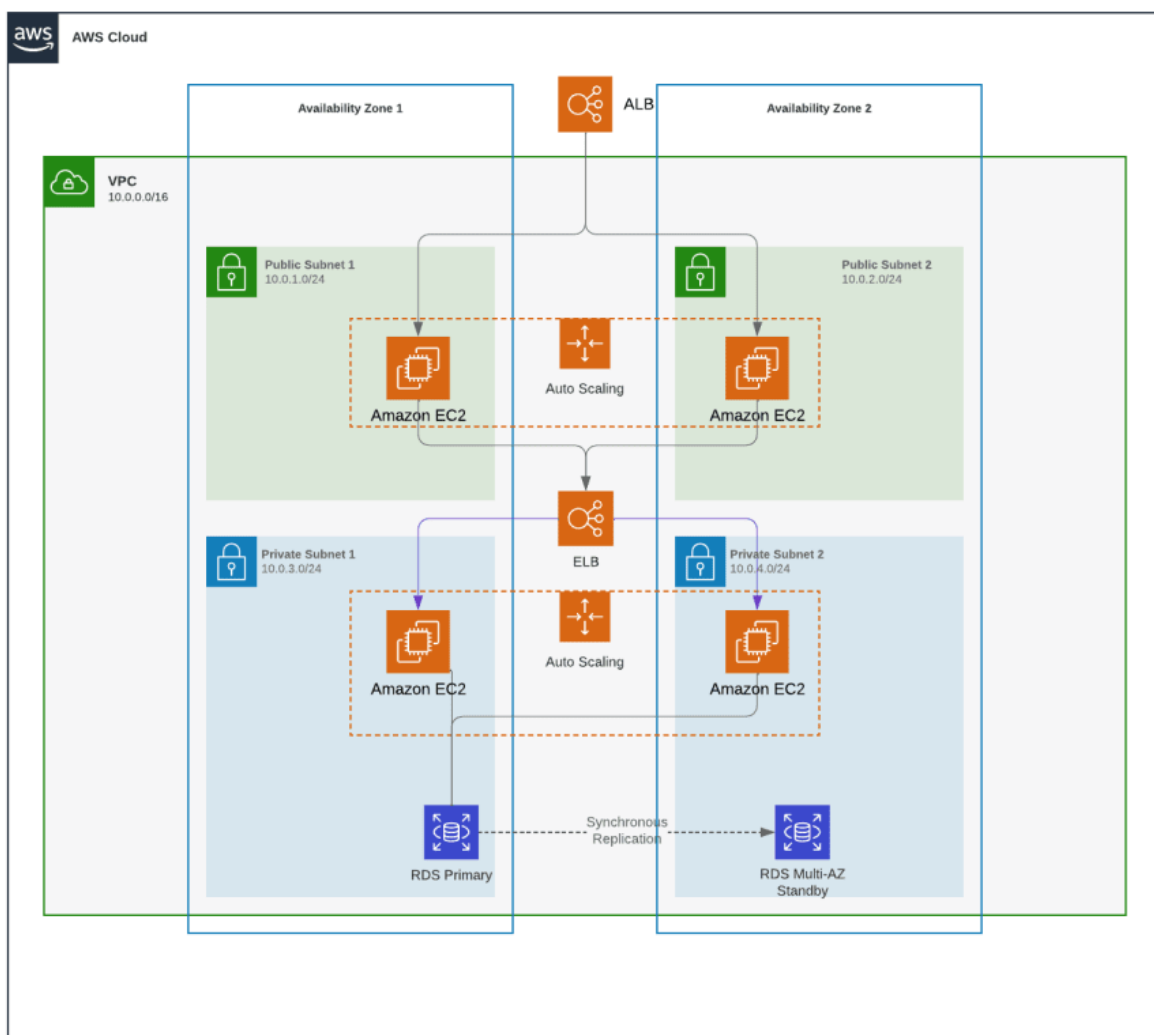 aws
AWS Cloud
Availability Zone 1
ALB
Availability Zone 2
VPC
10.0.0.0/16
Public Subnet 1
10.0.1.0/24
Public Subnet 2
10.0.2.0/24
Auto Scaling
Amazon EC2
Amazon EC2
ELB
Private Subnet 1
10.0.3.0/24
Private Subnet 2
10.0.4.0/24
Auto Scaling
Amazon EC2
Amazon EC2
Synchronous
Replication
RDS Primary
RDS Multi-AZ
Standby